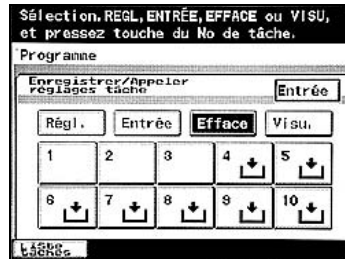 Sélection.REGL,ENTRÉE,EFFACE ou VISU,
et pressez touche du No de tâche.
Programme
Enregistrer/Appeler
réglages tâche
Entrée
Régl. Entrée Efface Visu.
1 2 3 4 5
6 7 8 9 10
Liste
tâches